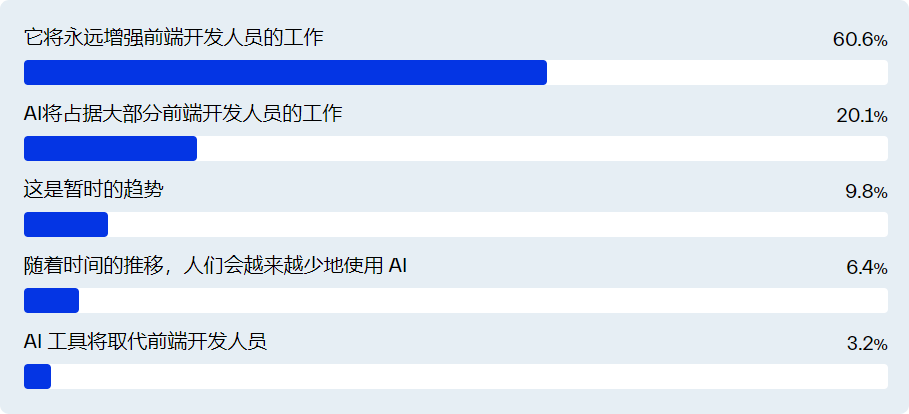 它将永远增强前端开发人员的工作 60.6%
AI将占据大部分前端开发人员的工作 20.1%
这是暂时的趋势 9.8%
随着时间的推移，人们会越来越少地使用 AI 6.4%
AI 工具将取代前端开发人员 3.2%